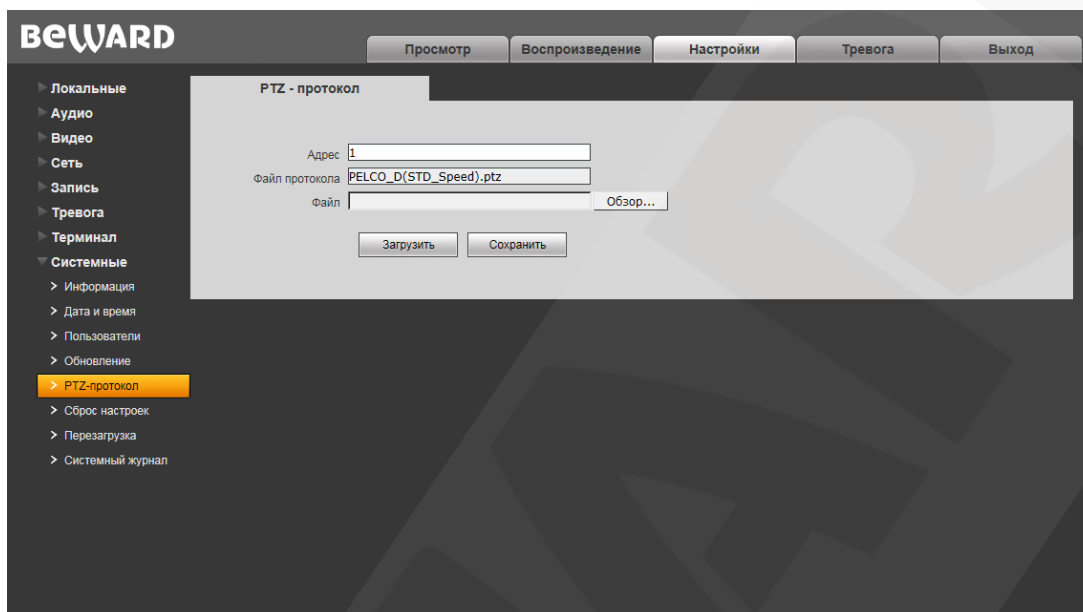 BEWARD
Просмотр Воспроизведение Настройки Тревога Выход
Локальные
Аудио
Видео
Сеть
Запись
Тревога
Терминал
Системные
> Информация
> Дата и время
> Пользователи
> Обновление
> PTZ-протокол
> Сброс настроек
> Перезагрузка
> Системный журнал
PTZ - протокол
Адрес 1
Файл протокола PELCO_D(STD_Speed).ptz
Файл Обзор...
Загрузить Сохранить